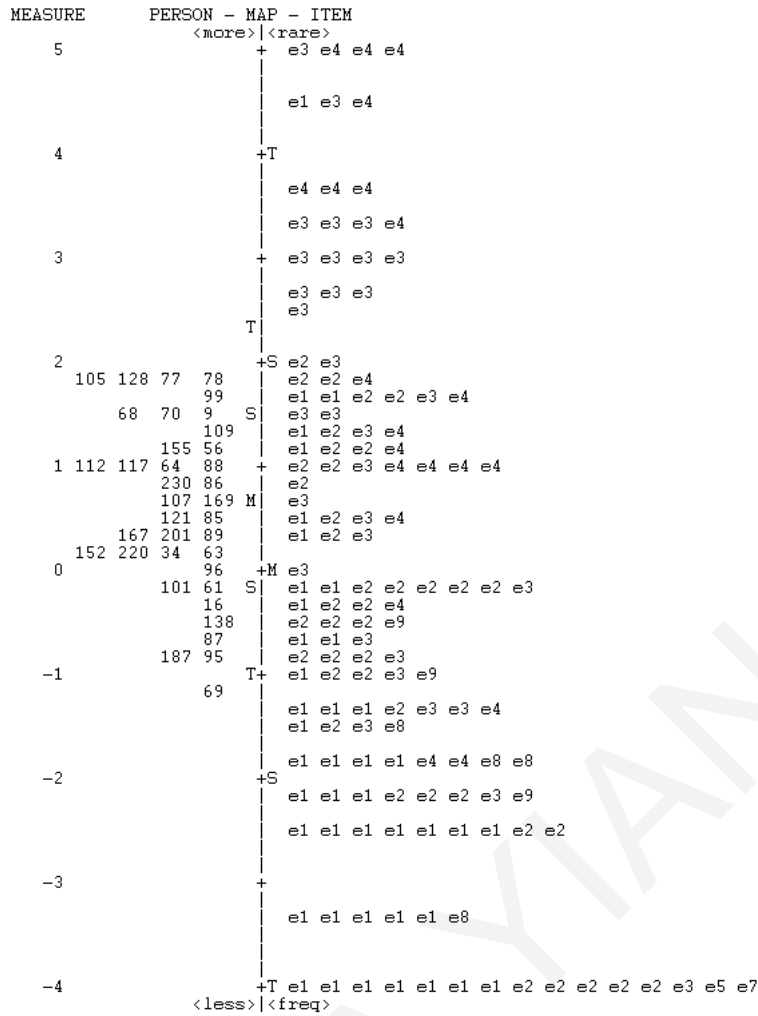 MEASURE PERSON - MAP - ITEM
<more>|<rare>
5 + e3 e4 e4 e4
|
|
| e1 e3 e4
|
|
4 +T
|
| e4 e4 e4
|
| e3 e3 e3 e4
|
3 + e3 e3 e3 e3
|
| e3 e3 e3
| e3
T|
|
2 +S e2 e3
105 128 77 78 | e2 e2 e4
99 | e1 e1 e2 e2 e3 e4
68 70 9 S| e3 e3
109 | e1 e2 e3 e4
155 56 | e1 e2 e2 e4
1 112 117 64 88 + e2 e2 e3 e4 e4 e4 e4
230 86 | e2
107 169 M| e3
121 85 | e1 e2 e3 e4
167 201 89 | e1 e2 e3
152 220 34 63 |
0 96 +M e3
101 61 S| e1 e1 e2 e2 e2 e2 e2 e3
16 | e1 e2 e2 e4
138 | e2 e2 e2 e9
87 | e1 e1 e3
187 95 | e2 e2 e2 e3
-1 T+ e1 e2 e2 e3 e9
69 |
| e1 e1 e1 e2 e3 e3 e4
| e1 e2 e3 e8
|
| e1 e1 e1 e1 e4 e4 e8 e8
-2 +S
| e1 e1 e1 e2 e2 e2 e3 e9
|
| e1 e1 e1 e1 e1 e1 e1 e2 e2
|
|
-3 +
|
| e1 e1 e1 e1 e1 e8
|
|
|
-4 +T e1 e1 e1 e1 e1 e1 e1 e2 e2 e2 e2 e2 e3 e5 e7
<less>|<freq>
YIAN